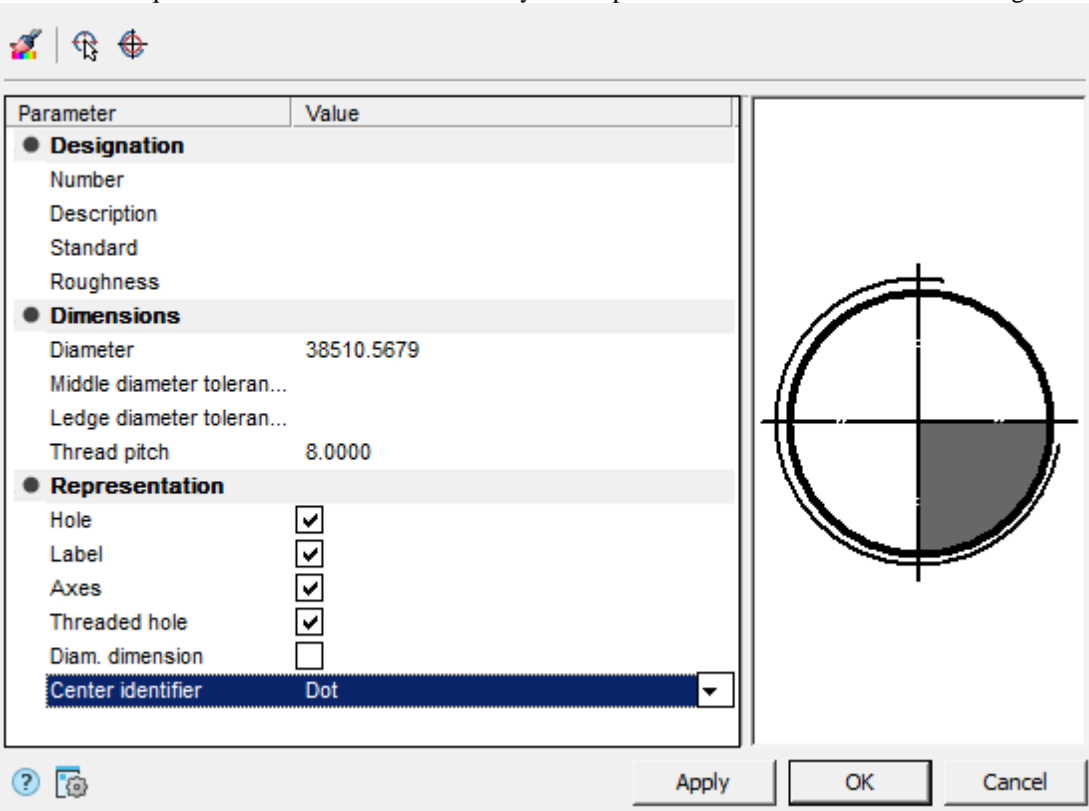 Parameter Value
Designation
Number
Description
Standard
Roughness
Dimensions
Diameter 38510.5679
Middle diameter toleran...
Ledge diameter toleran...
Thread pitch 8.0000
Representation
Hole
Label
Axes
Threaded hole
Diam. dimension
Center identifier Dot
? Apply OK Cancel